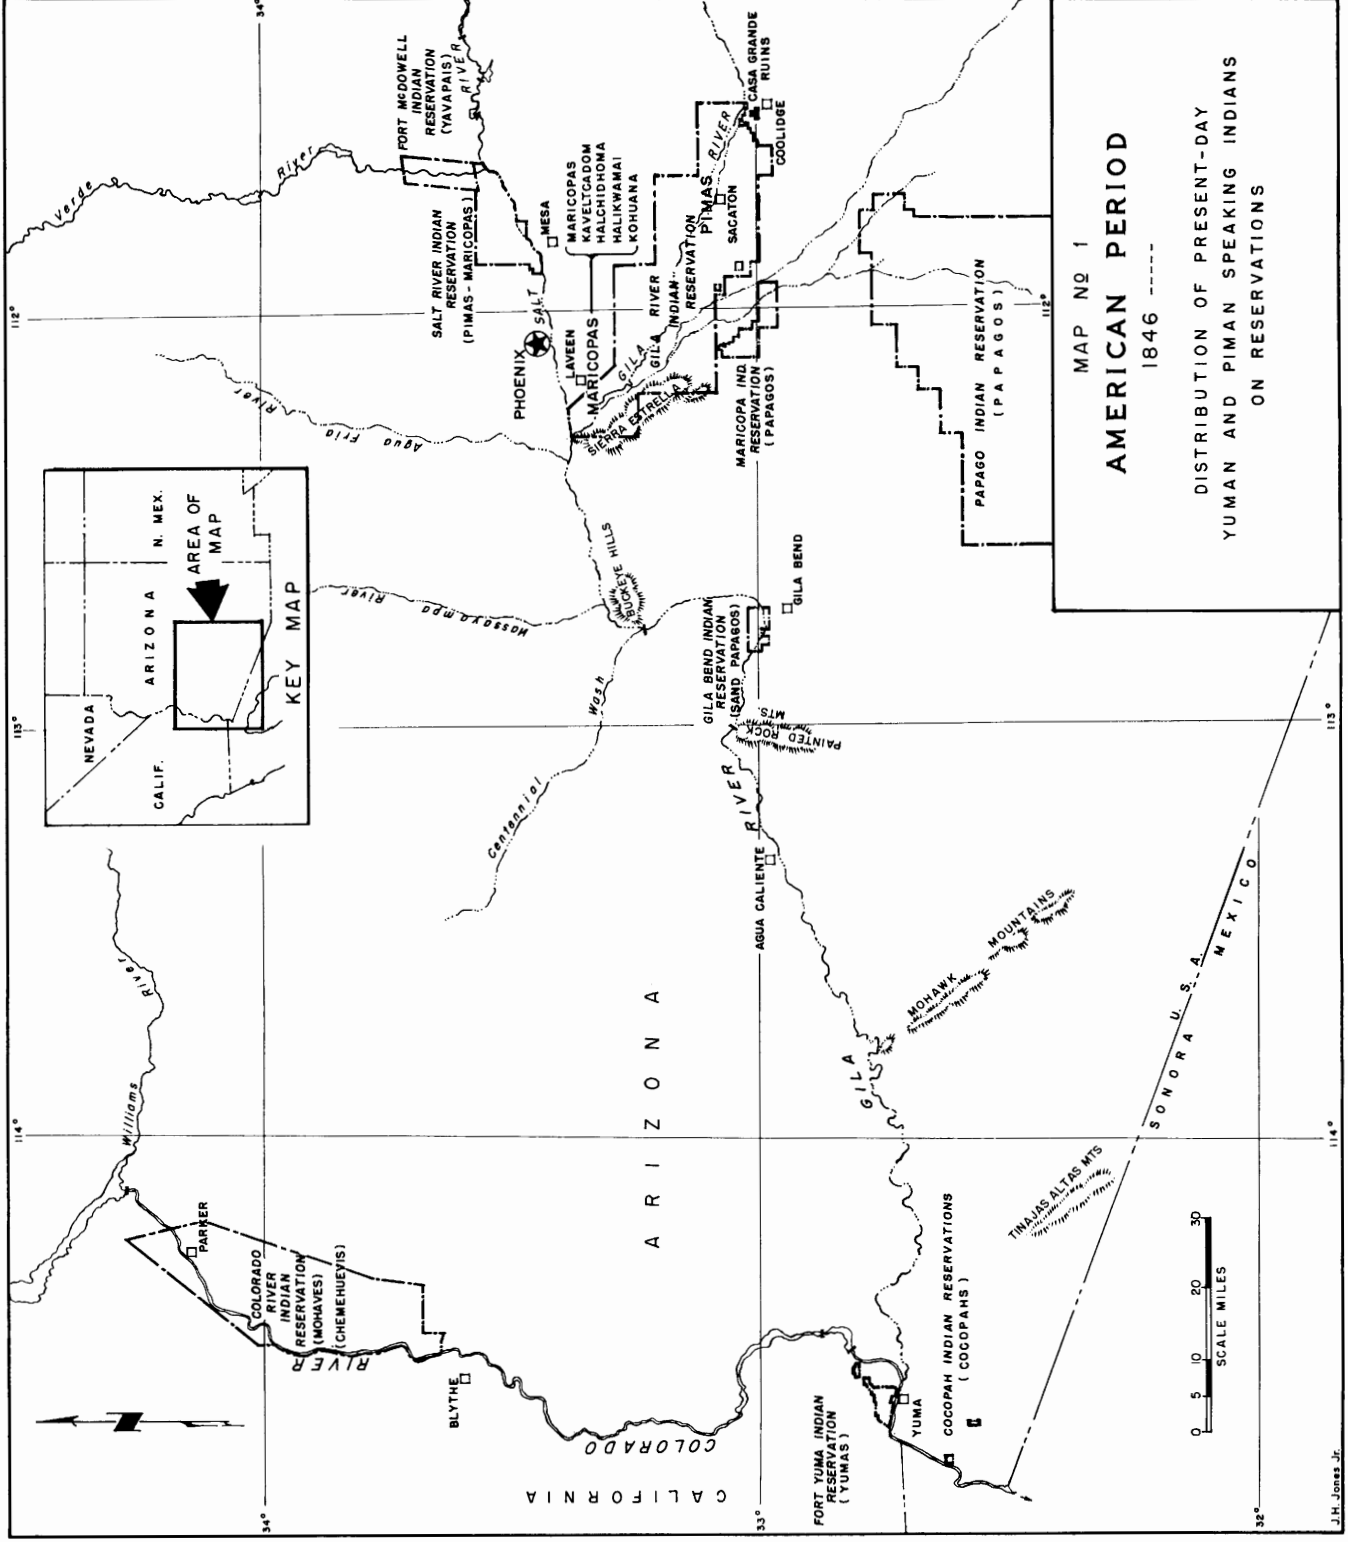 MAP Nº 1
AMERICAN PERIOD
1846 -----
DISTRIBUTION OF PRESENT-DAY
YUMAN AND PIMAN SPEAKING INDIANS
ON RESERVATIONS
KEY MAP
NEVADA
CALIF.
ARIZONA
N. MEX.
AREA OF
MAP
114°
113°
112°
34°
34°
33°
32°
114°
113°
112°
Williams
River
PARKER
COLORADO
RIVER
INDIAN
RESERVATION
(MOHAVES)
(CHEMEHUEVIS)
RIVER
BLYTHE
COLORADO
CALIFORNIA
ARIZONA
FORT YUMA INDIAN
RESERVATION
(YUMAS)
YUMA
COCOPAH INDIAN RESERVATIONS
(COCOPAHS)
TINAJAS ALTAS MTS
MOHAWK
MOUNTAINS
GILA
RIVER
AGUA CALIENTE
PAINTED ROCK
MTS.
GILA BEND INDIAN
RESERVATION
(SAND PAPAGOS)
GILA BEND
Centennial
Wash
Hassayampa
River
BUCKEYE HILLS
Agua Fria
River
Verde
River
FORT MCDOWELL
INDIAN
RESERVATION
(YAVAPAIS)
RIVER
SALT RIVER INDIAN
RESERVATION
(PIMAS-MARICOPAS)
PHOENIX
SALT
MESA
LAVEEN
MARICOPAS
MARICOPAS
KAVELTCADOM
HALCHIDHOMA
HALIKWAMAI
KOHUANA
SIERRA ESTRELLA
GILA
RIVER
GILA RIVER
INDIAN
RESERVATION
PIMAS
SACATON
CASA GRANDE
RUINS
COOLIDGE
MARICOPA IND.
RESERVATION
(PAPAGOS)
PAPAGO INDIAN RESERVATION
(PAPAGOS)
SONORA
U. S. A.
MEXICO
0 5 10 20 30
SCALE MILES
J.H. Jones Jr.